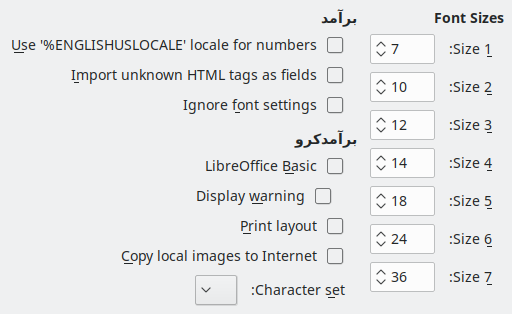 Font Sizes
Size 1:
7
Size 2:
10
Size 3:
12
Size 4:
14
Size 5:
18
Size 6:
24
Size 7:
36
برآمد
Use '%ENGLISHUSLOCALE' locale for numbers
Import unknown HTML tags as fields
Ignore font settings
برآمدکرو
LibreOffice Basic
Display warning
Print layout
Copy local images to Internet
Character set: